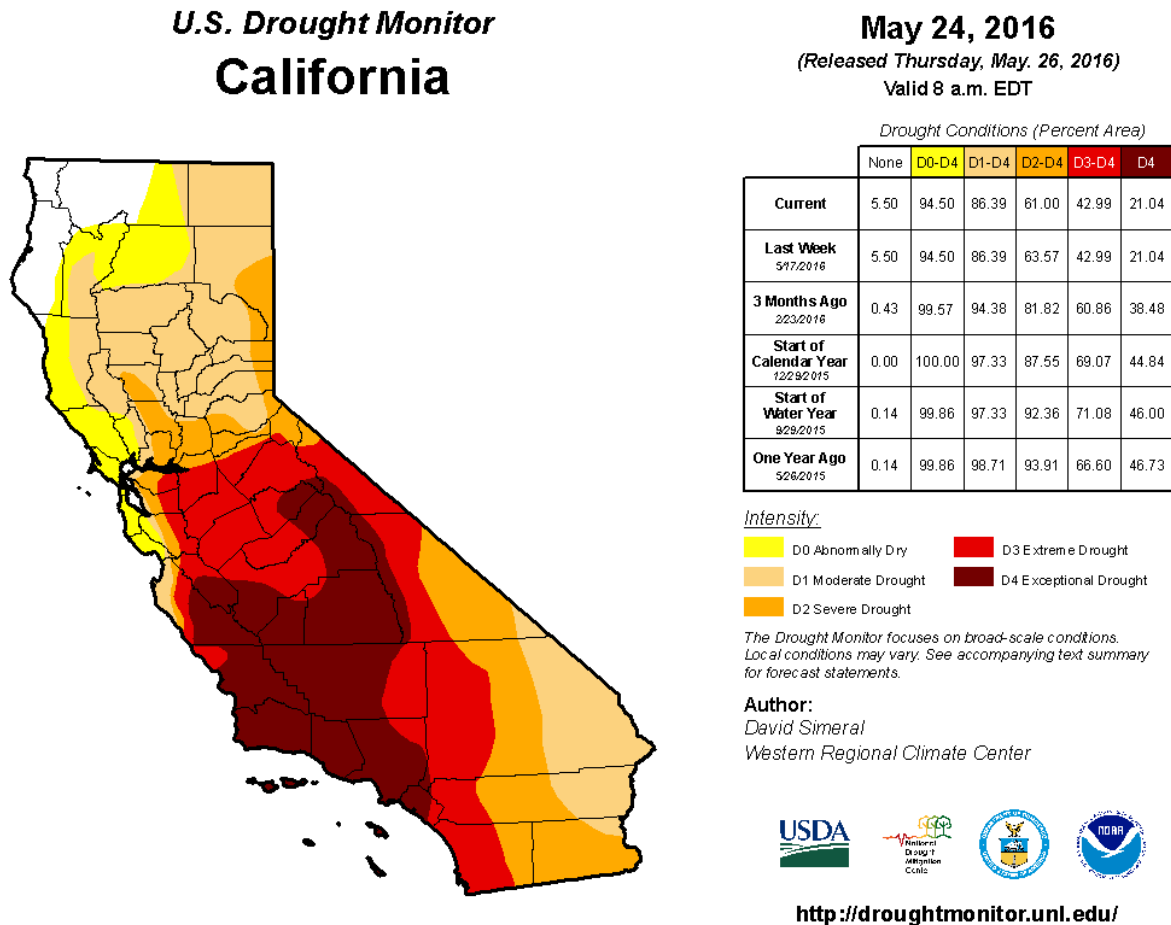 U.S. Drought Monitor
California
May 24, 2016
(Released Thursday, May. 26, 2016)
Valid 8 a.m. EDT
Drought Conditions (Percent Area)
None D0-D4 D1-D4 D2-D4 D3-D4 D4
Current 5.50 94.50 86.39 61.00 42.99 21.04
Last Week
5/17/2016
5.50 94.50 86.39 63.57 42.99 21.04
3 Months Ago
2/23/2016
0.43 99.57 94.38 81.82 60.86 38.48
Start of
Calendar Year
12/29/2015
0.00 100.00 97.33 87.55 69.07 44.84
Start of
Water Year
9/29/2015
0.14 99.86 97.33 92.36 71.08 46.00
One Year Ago
5/26/2015
0.14 99.86 98.71 93.91 66.60 46.73
Intensity:
D0 Abnormally Dry
D1 Moderate Drought
D2 Severe Drought
D3 Extreme Drought
D4 Exceptional Drought
The Drought Monitor focuses on broad-scale conditions.
Local conditions may vary. See accompanying text summary
for forecast statements.
Author:
David Simeral
Western Regional Climate Center
USDA
National
Drought
Mitigation
Center
NOAA
http://droughtmonitor.unl.edu/